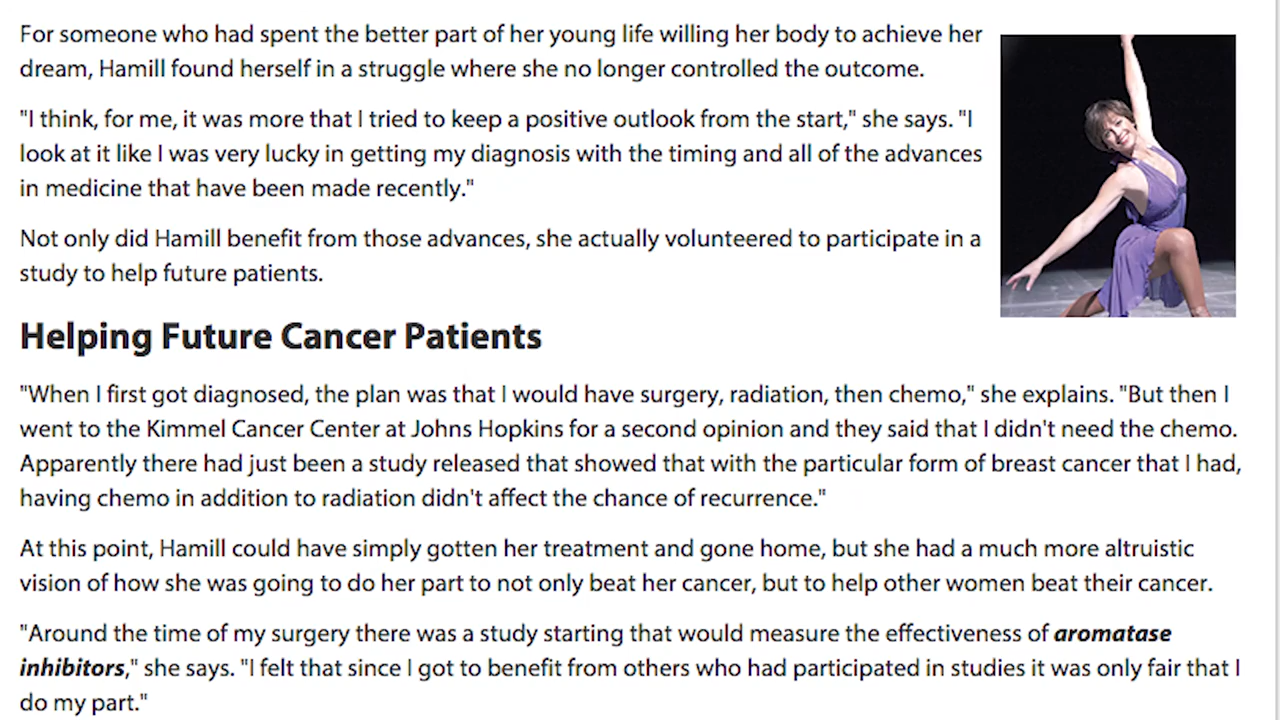 For someone who had spent the better part of her young life willing her body to achieve her
dream, Hamill found herself in a struggle where she no longer controlled the outcome.
"I think, for me, it was more that I tried to keep a positive outlook from the start," she says. "I
look at it like I was very lucky in getting my diagnosis with the timing and all of the advances
in medicine that have been made recently."
Not only did Hamill benefit from those advances, she actually volunteered to participate in a
study to help future patients.
Helping Future Cancer Patients
"When I first got diagnosed, the plan was that I would have surgery, radiation, then chemo," she explains. "But then I
went to the Kimmel Cancer Center at Johns Hopkins for a second opinion and they said that I didn't need the chemo.
Apparently there had just been a study released that showed that with the particular form of breast cancer that I had,
having chemo in addition to radiation didn't affect the chance of recurrence."
At this point, Hamill could have simply gotten her treatment and gone home, but she had a much more altruistic
vision of how she was going to do her part to not only beat her cancer, but to help other women beat their cancer.
"Around the time of my surgery there was a study starting that would measure the effectiveness of aromatase
inhibitors," she says. "I felt that since I got to benefit from others who had participated in studies it was only fair that I
do my part."